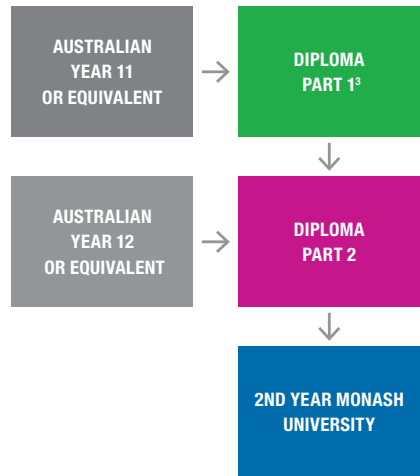 AUSTRALIAN
YEAR 11
OR EQUIVALENT
DIPLOMA
PART 1³
AUSTRALIAN
YEAR 12
OR EQUIVALENT
DIPLOMA
PART 2
2ND YEAR MONASH
UNIVERSITY